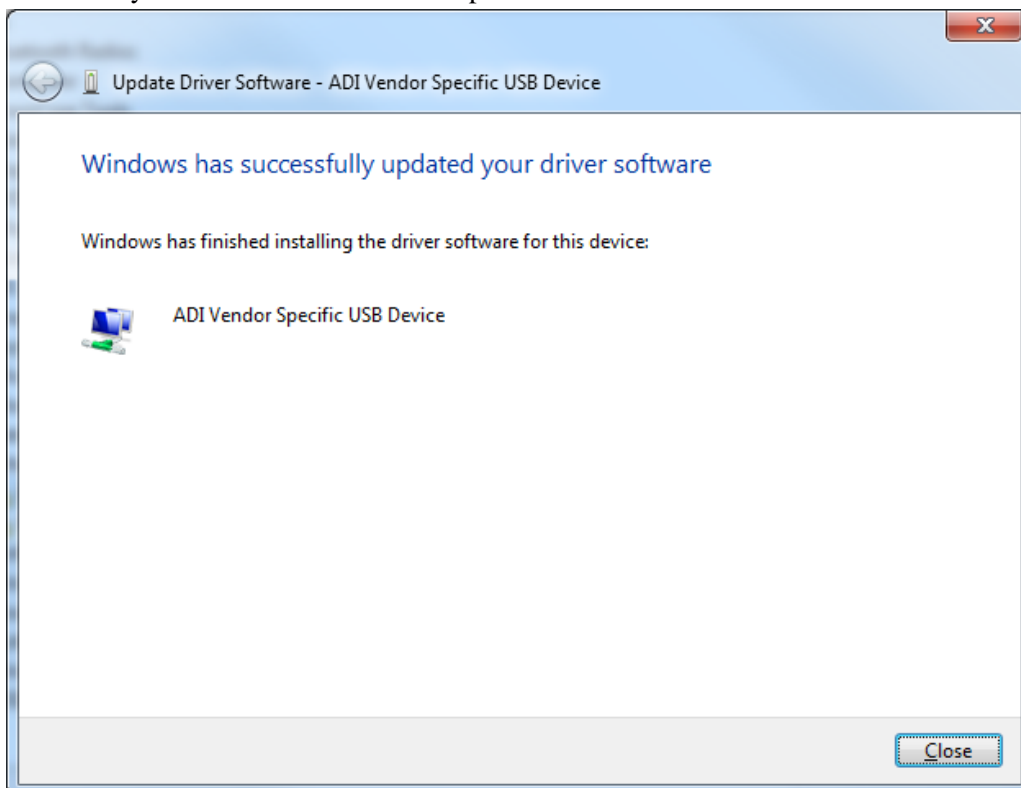 Update Driver Software - ADI Vendor Specific USB Device
Windows has successfully updated your driver software
Windows has finished installing the driver software for this device:
ADI Vendor Specific USB Device
Close